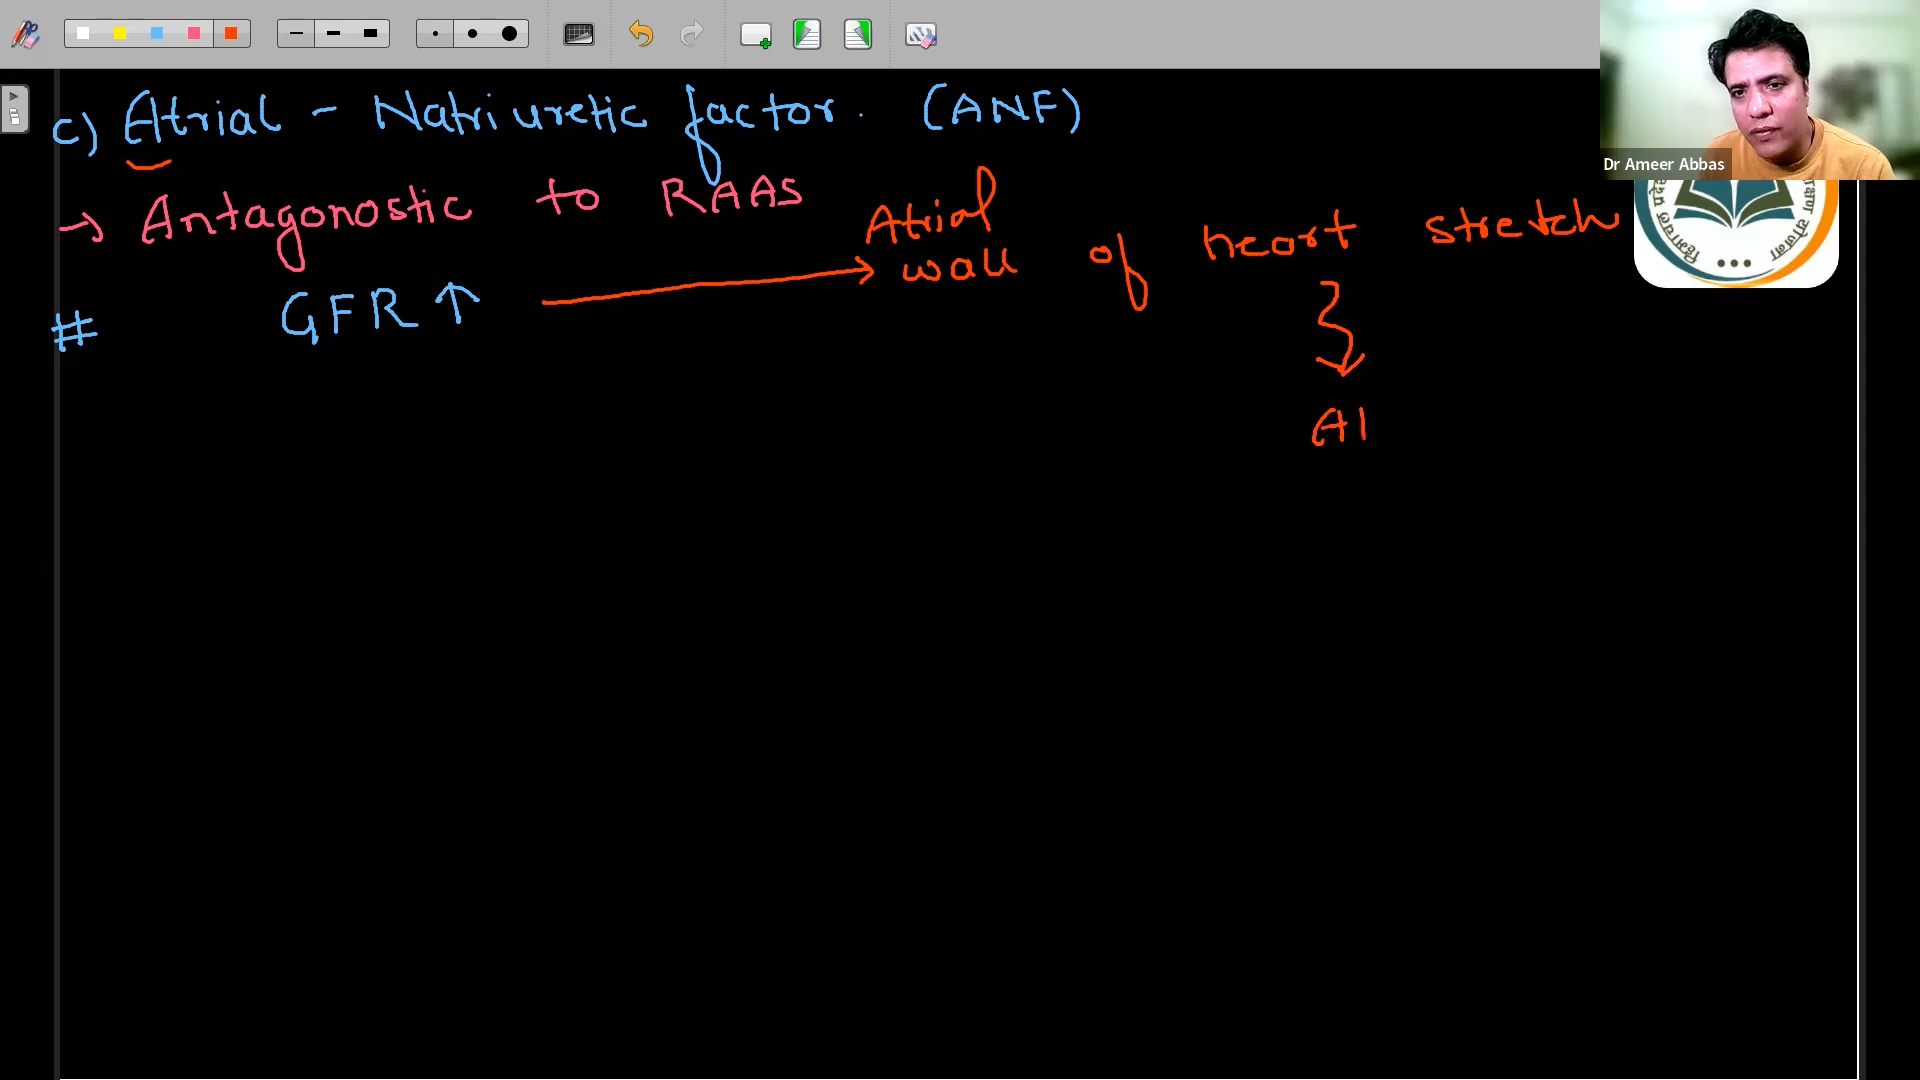 Dr Ameer Abbas
c) Atrial - Natriuretic factor. (ANF)
→ Antagonostic to RAAS
# GFR ↑ → Atrial wall of heart stretch
A